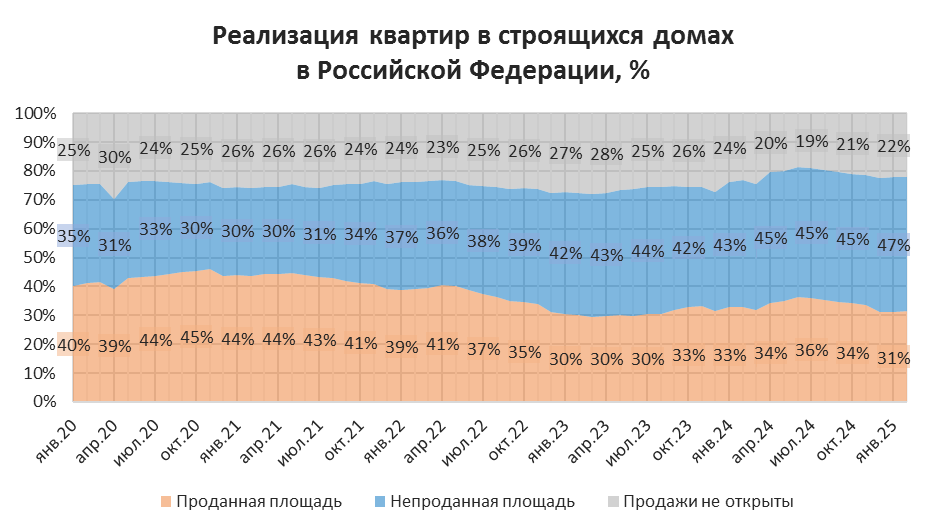 Реализация квартир в строящихся домах
в Российской Федерации, %
100%
90%
80%
70%
60%
50%
40%
30%
20%
10%
0%
25% 30% 24% 25% 26% 26% 26% 24% 24% 23% 25% 26% 27% 28% 25% 26% 24% 20% 19% 21% 22%
35% 31% 33% 30% 30% 30% 31% 34% 37% 36% 38% 39% 42% 43% 44% 42% 43% 45% 45% 45% 47%
40% 39% 44% 45% 44% 44% 43% 41% 39% 41% 37% 35% 30% 30% 30% 33% 33% 34% 36% 34% 31%
янв.20 апр.20 июл.20 окт.20 янв.21 апр.21 июл.21 окт.21 янв.22 апр.22 июл.22 окт.22 янв.23 апр.23 июл.23 окт.23 янв.24 апр.24 июл.24 окт.24 янв.25
Проданная площадь Непроданная площадь Продажи не открыты